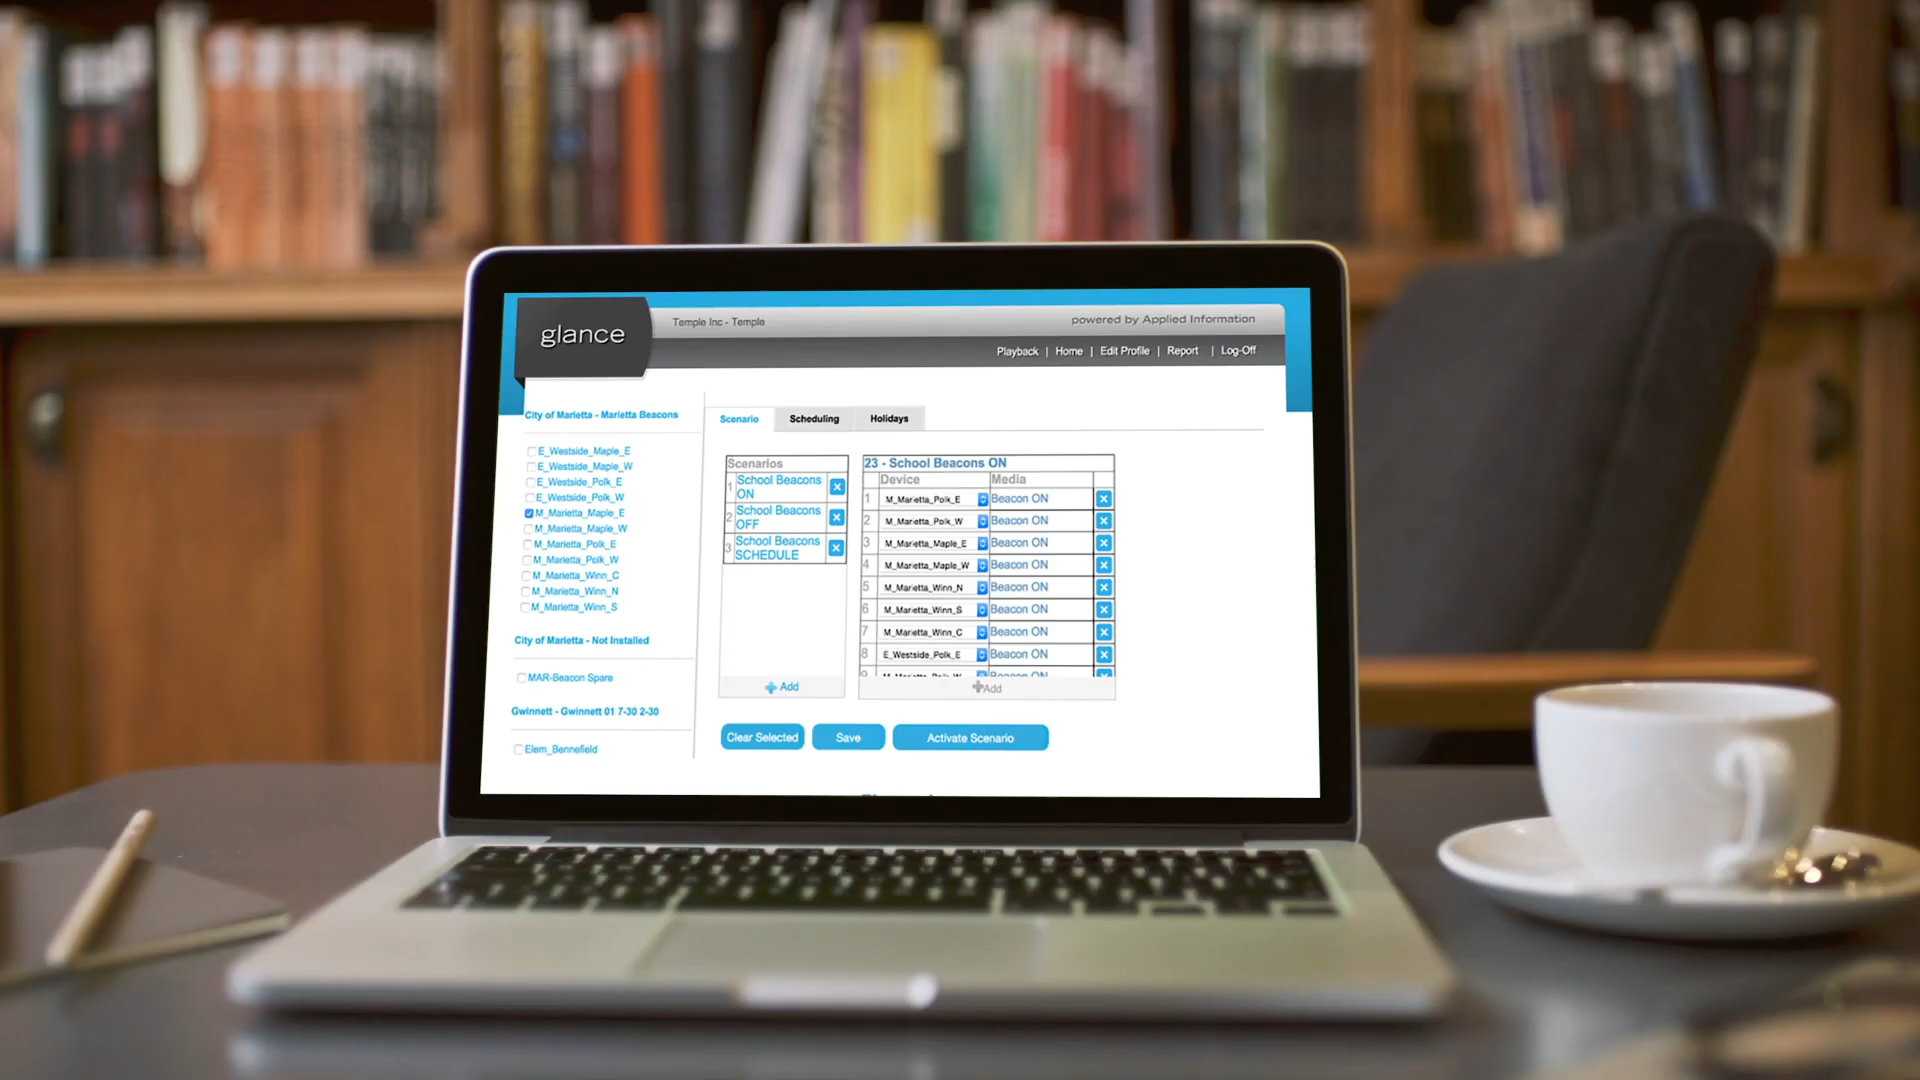 glance
Temple Inc - Temple
powered by Applied Information
Playback | Home | Edit Profile | Report | Log-Off
City of Marietta - Marietta Beacons
E_Westside_Maple_E
E_Westside_Maple_W
E_Westside_Polk_E
E_Westside_Polk_W
M_Marietta_Maple_E
M_Marietta_Maple_W
M_Marietta_Polk_E
M_Marietta_Polk_W
M_Marietta_Winn_C
M_Marietta_Winn_N
M_Marietta_Winn_S
City of Marietta - Not Installed
MAR-Beacon Spare
Gwinnett - Gwinnett 01 7-30 2-30
Elem_Bennefield
Scenario Scheduling Holidays
Scenarios
1 School Beacons
ON
2 School Beacons
OFF
3 School Beacons
SCHEDULE
Add
23 - School Beacons ON
Device Media
1 M_Marietta_Polk_E Beacon ON
2 M_Marietta_Polk_W Beacon ON
3 M_Marietta_Maple_E Beacon ON
4 M_Marietta_Maple_W Beacon ON
5 M_Marietta_Winn_N Beacon ON
6 M_Marietta_Winn_S Beacon ON
7 M_Marietta_Winn_C Beacon ON
8 E_Westside_Polk_E Beacon ON
Add
Clear Selected Save Activate Scenario